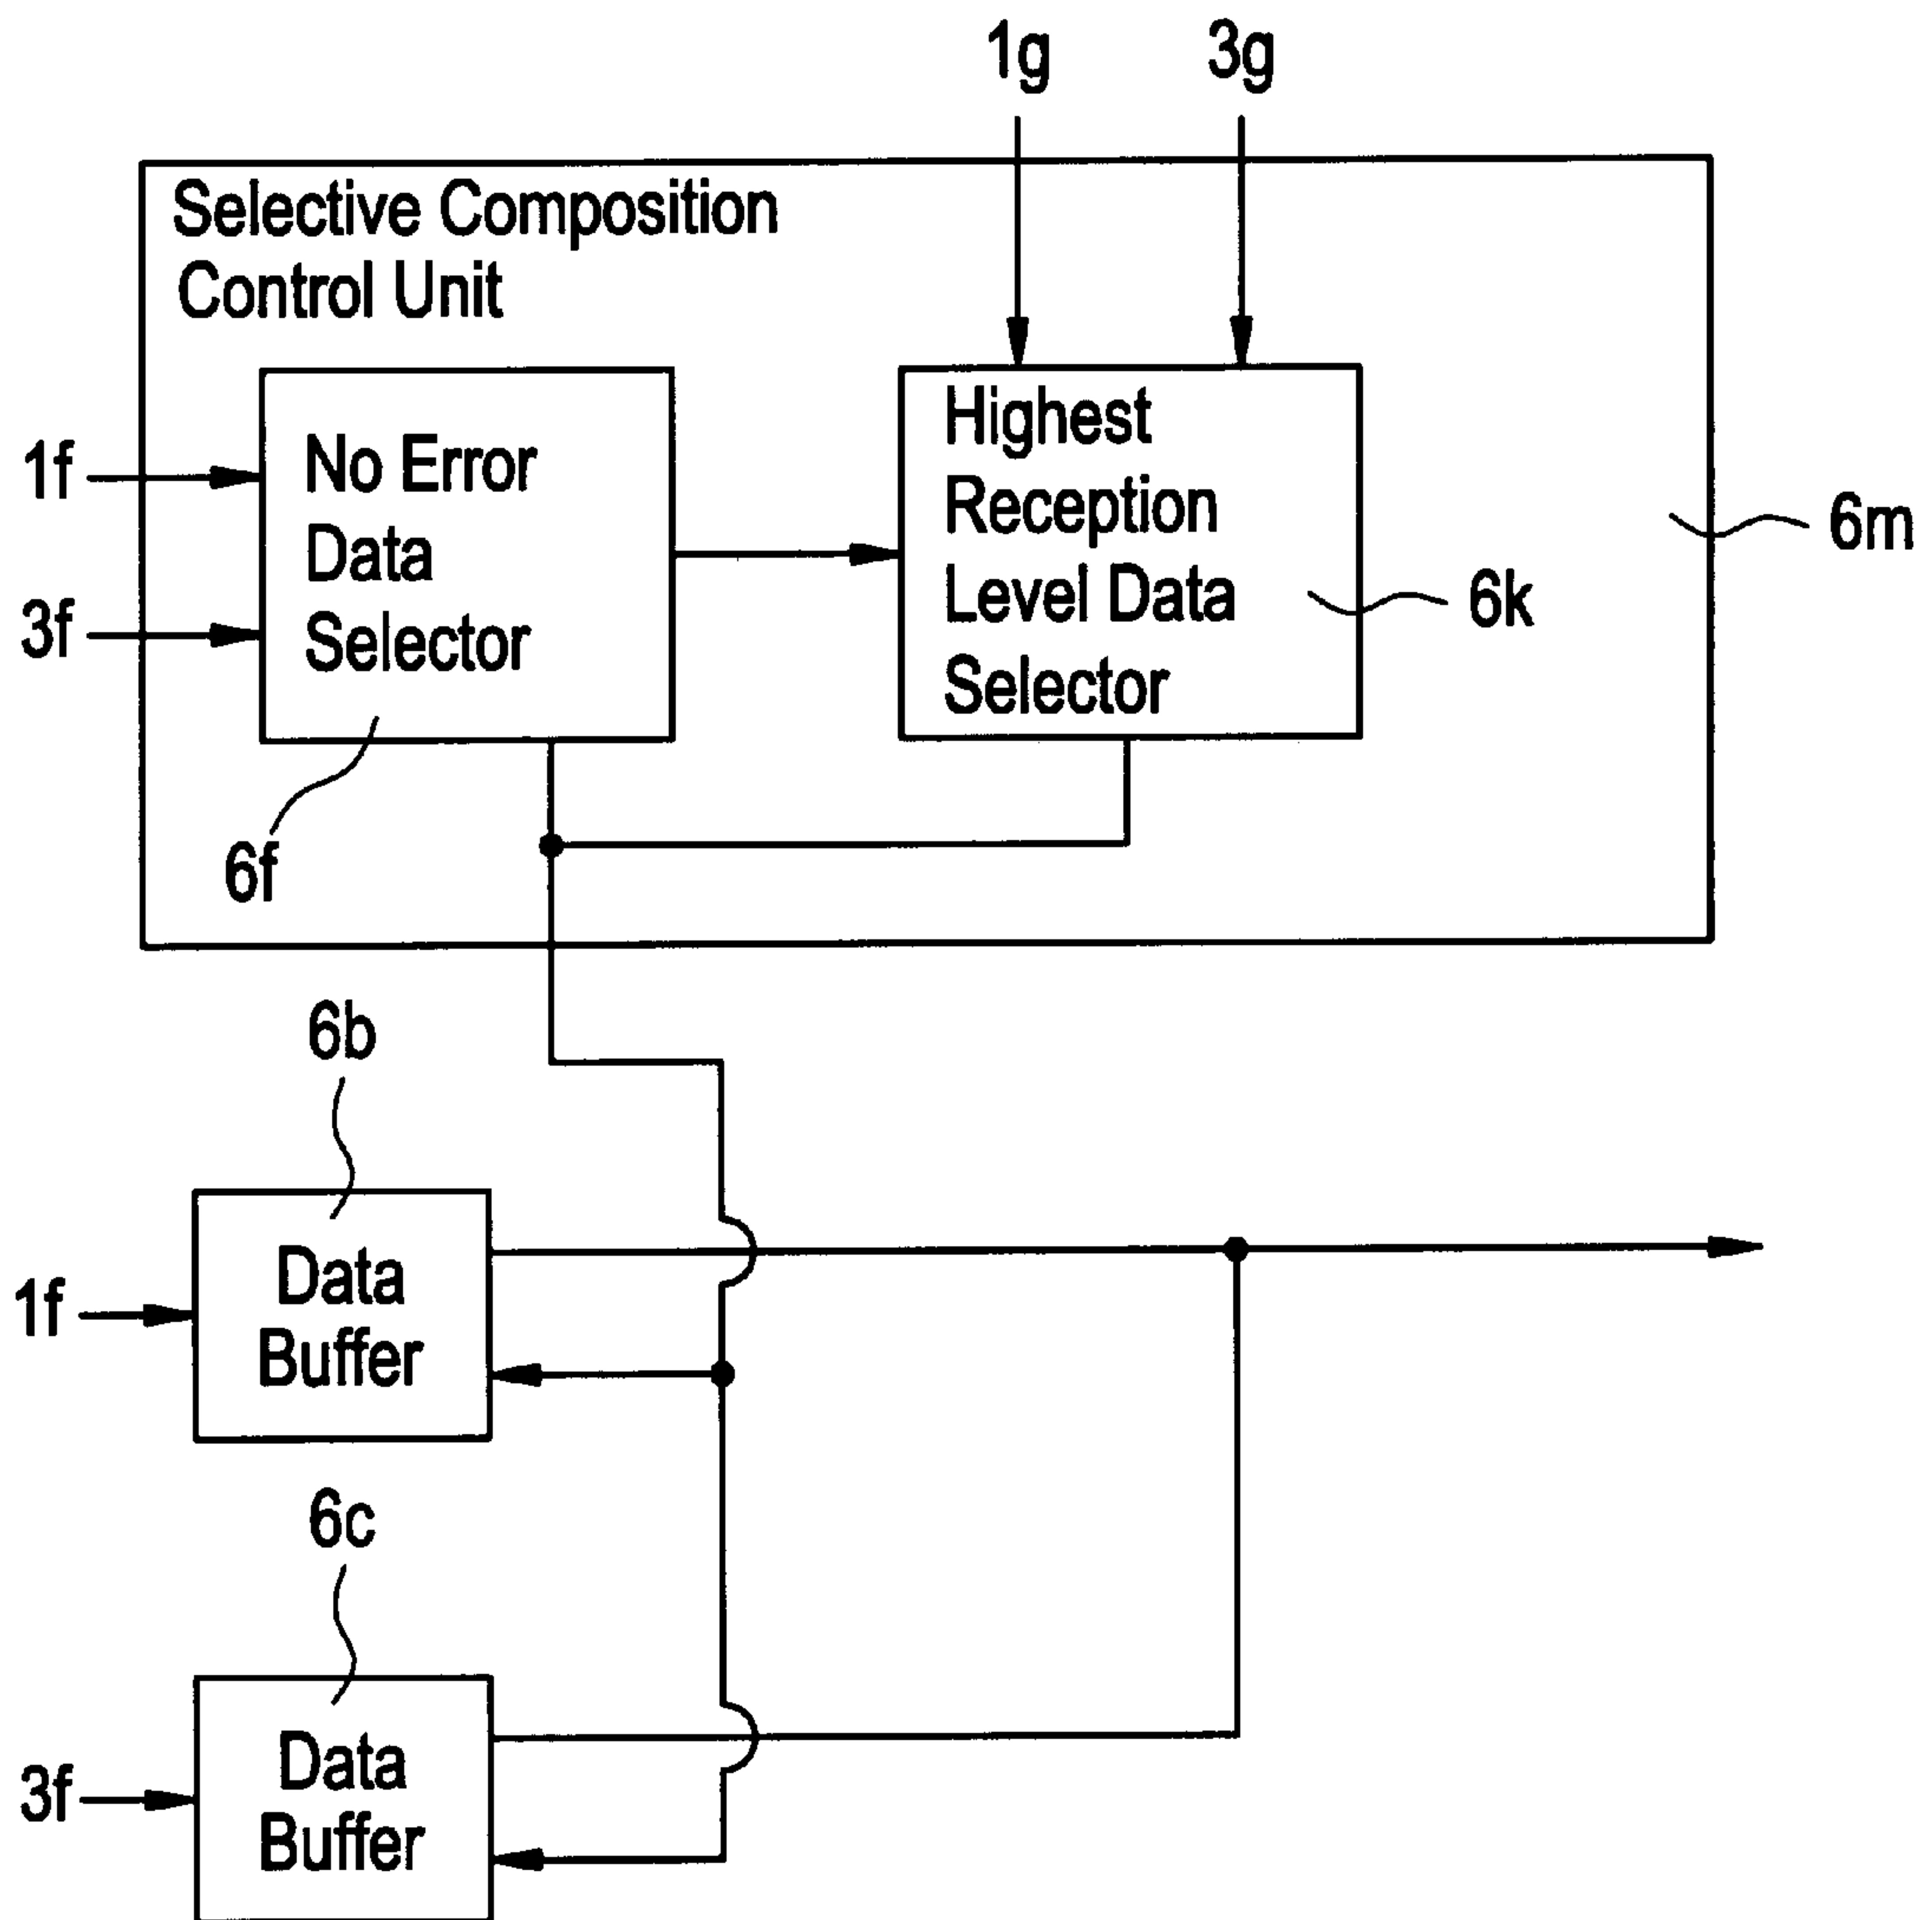 1g
3g
Selective Composition
Control Unit
1f
No Error
Data
Selector
3f
Highest
Reception
Level Data
Selector
6m
6k
6f
6b
1f
Data
Buffer
6c
3f
Data
Buffer